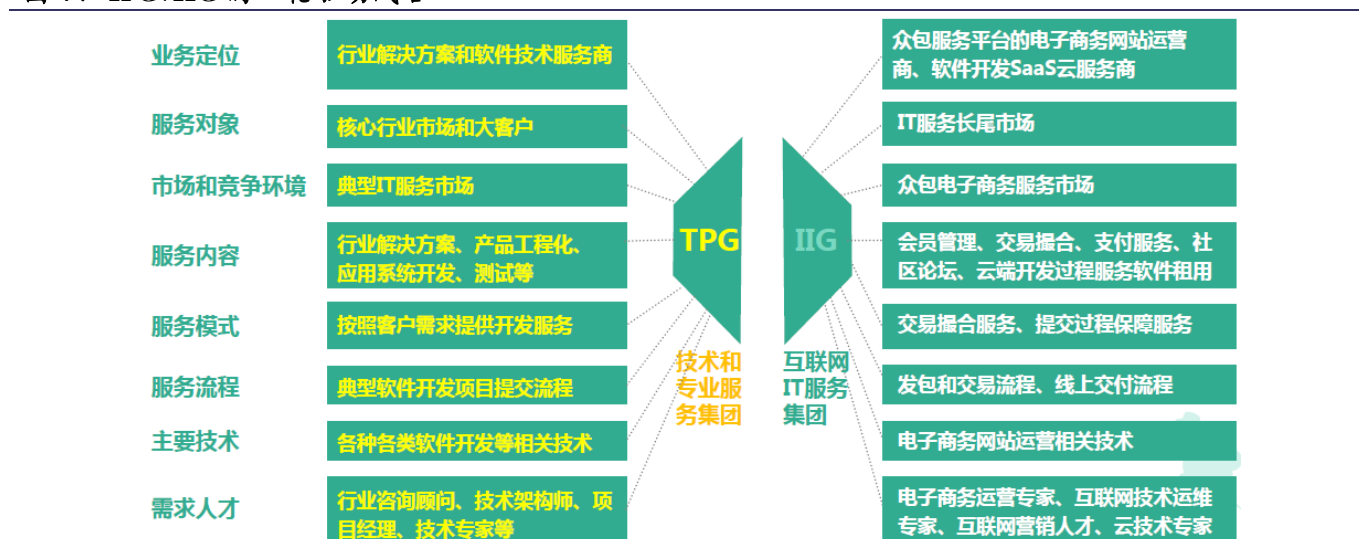 业务定位
行业解决方案和软件技术服务商
众包服务平台的电子商务网站运营
商、软件开发SaaS云服务商
服务对象
核心行业市场和大客户
IT服务长尾市场
市场和竞争环境
典型IT服务市场
众包电子商务服务市场
服务内容
行业解决方案、产品工程化、
应用系统开发、测试等
TPG
IIG
会员管理、交易撮合、支付服务、社
区论坛、云端开发过程服务软件租用
服务模式
按照客户需求提供开发服务
交易撮合服务、提交过程保障服务
技术和
专业服
务集团
互联网
IT服务
集团
服务流程
典型软件开发项目提交流程
发包和交易流程、线上交付流程
主要技术
各种各类软件开发等相关技术
电子商务网站运营相关技术
需求人才
行业咨询顾问、技术架构师、项
目经理、技术专家等
电子商务运营专家、互联网技术运维
专家、互联网营销人才、云技术专家